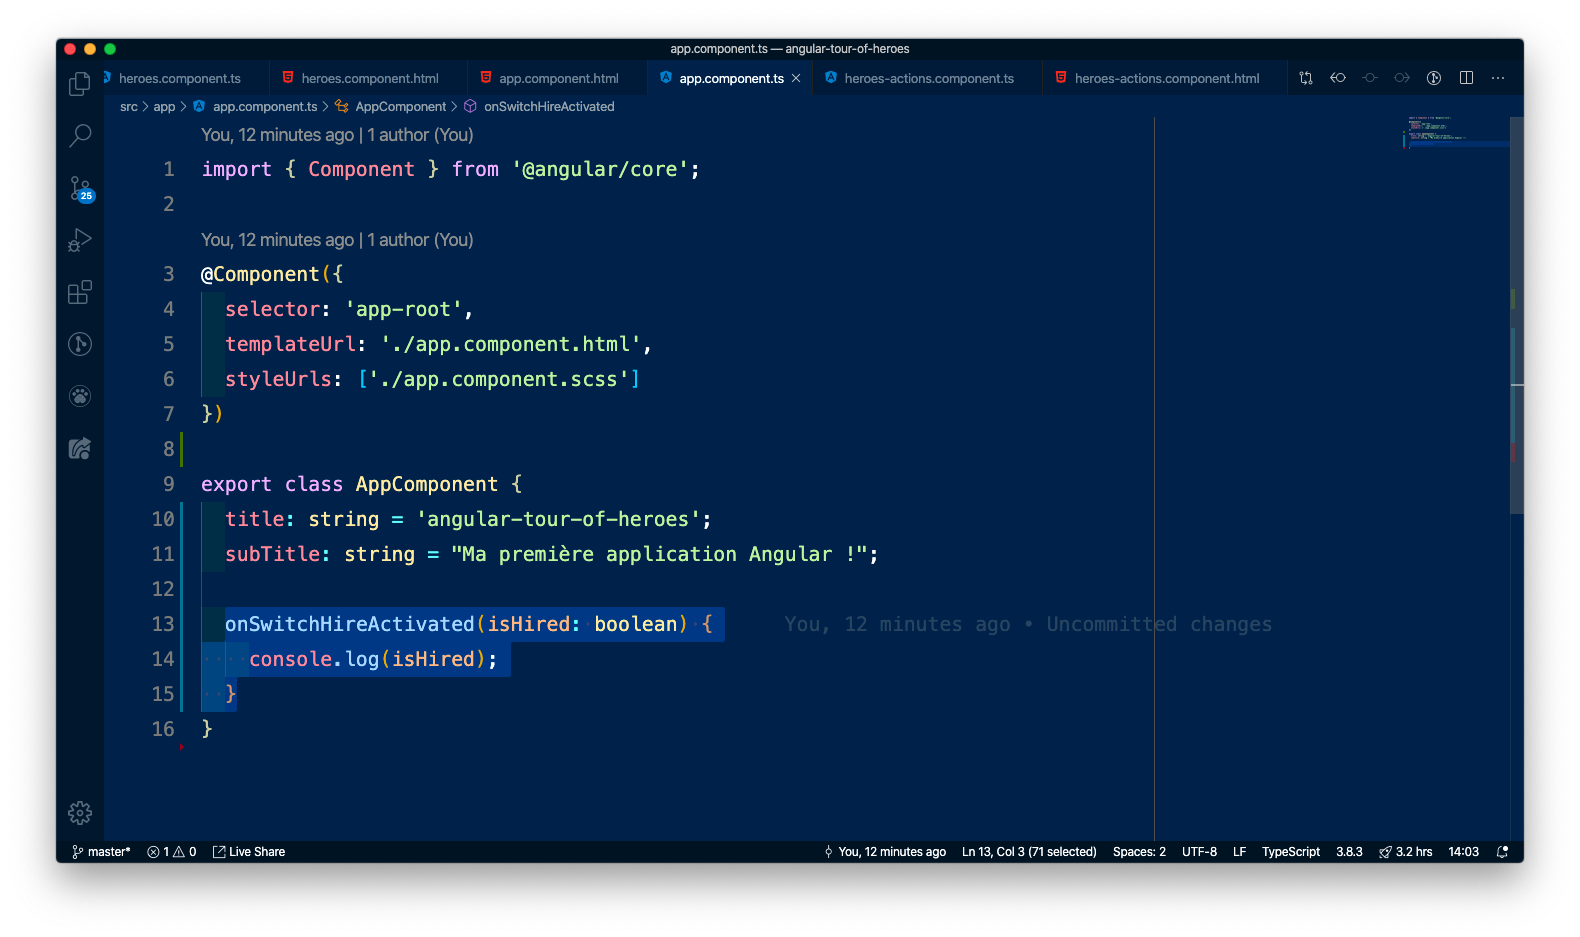 app.component.ts — angular-tour-of-heroes
heroes.component.ts heroes.component.html app.component.html app.component.ts heroes-actions.component.ts heroes-actions.component.html
src > app > app.component.ts > AppComponent > onSwitchHireActivated
You, 12 minutes ago | 1 author (You)
1 import { Component } from '@angular/core';
2
You, 12 minutes ago | 1 author (You)
3 @Component({
4 selector: 'app-root',
5 templateUrl: './app.component.html',
6 styleUrls: ['./app.component.scss']
7 })
8
9 export class AppComponent {
10 title: string = 'angular-tour-of-heroes';
11 subTitle: string = "Ma première application Angular !";
12
13 onSwitchHireActivated(isHired: boolean) { You, 12 minutes ago • Uncommitted changes
14 console.log(isHired);
15 }
16 }
25
master* 1 0 Live Share You, 12 minutes ago Ln 13, Col 3 (71 selected) Spaces: 2 UTF-8 LF TypeScript 3.8.3 3.2 hrs 14:03